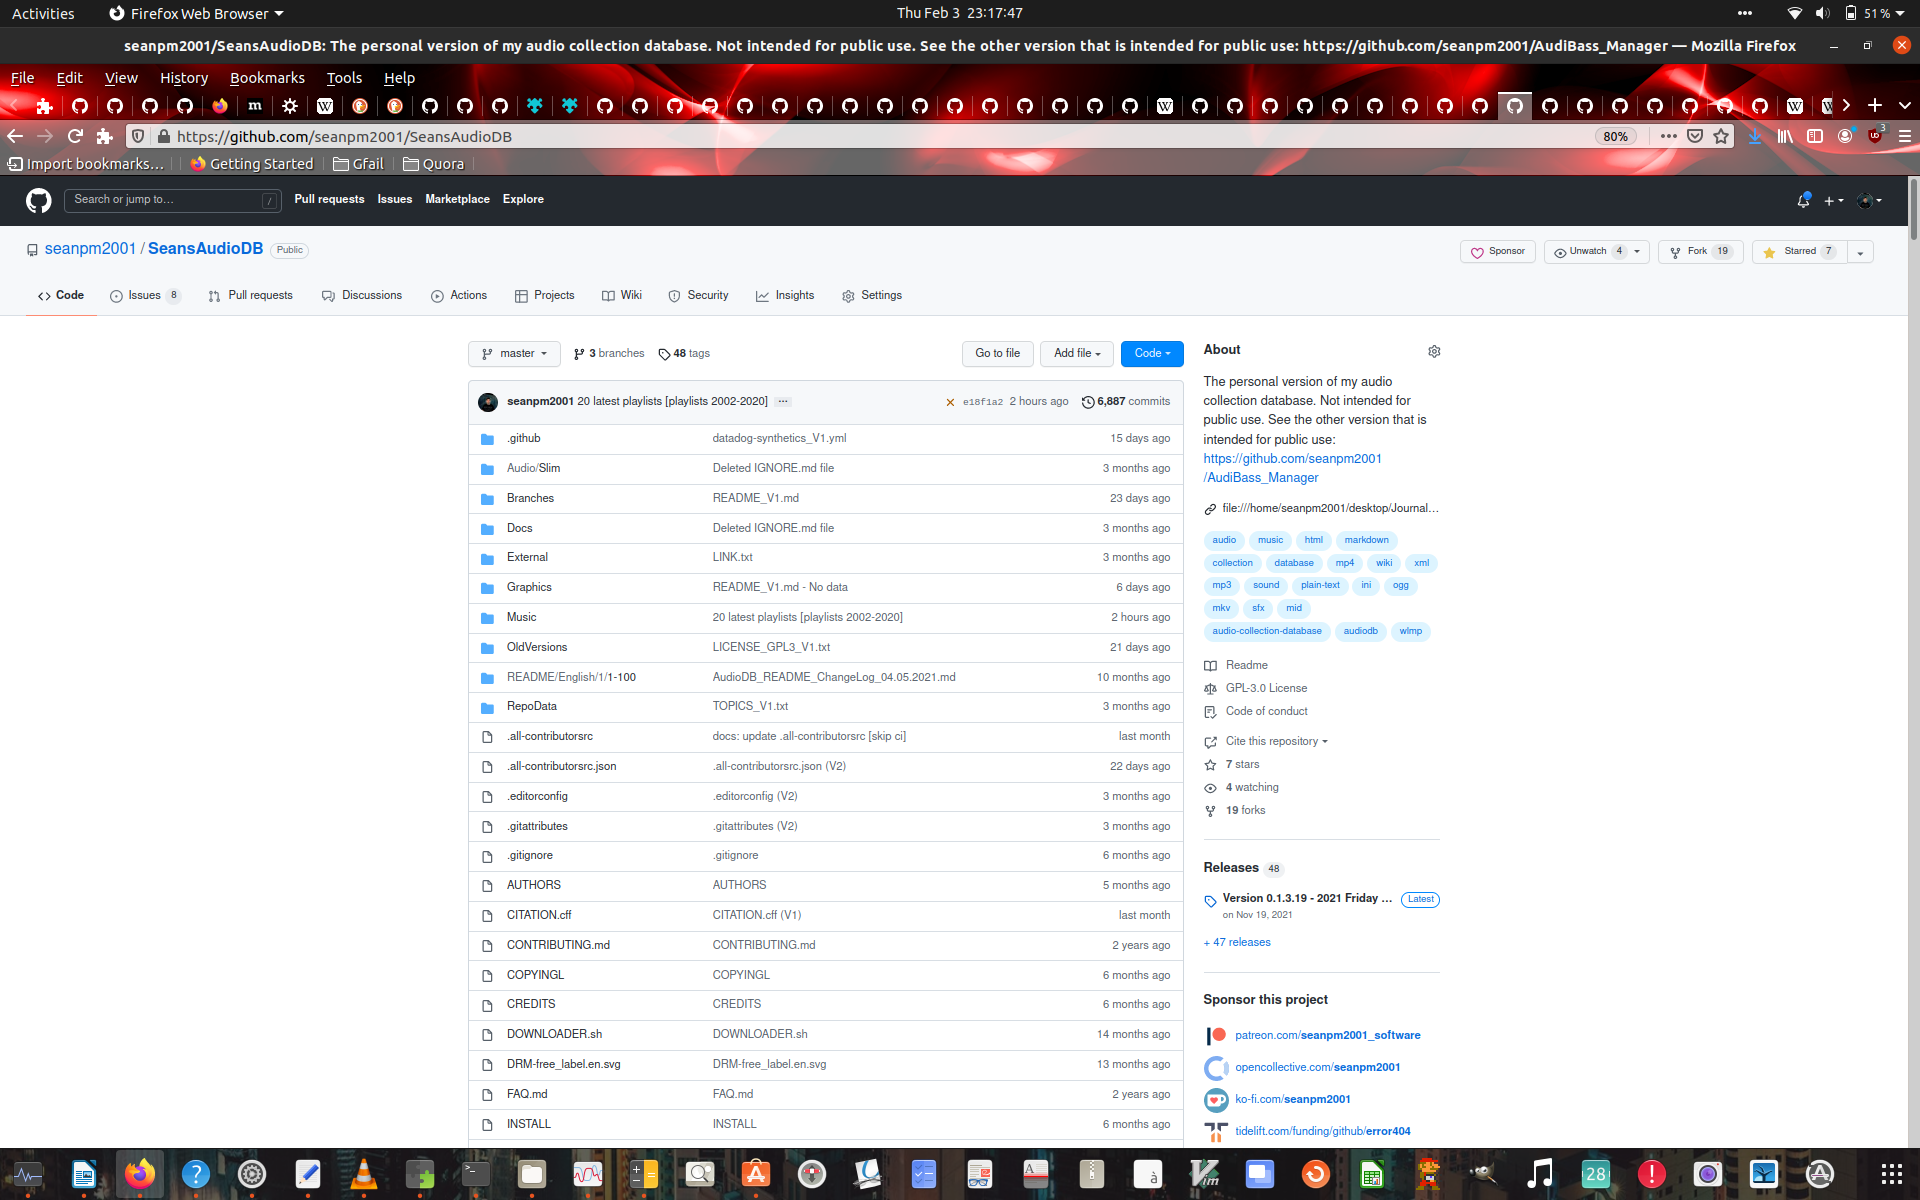 Activities
Firefox Web Browser
Thu Feb 3 23:17:47
51 %
seanpm2001/SeansAudioDB: The personal version of my audio collection database. Not intended for public use. See the other version that is intended for public use: https://github.com/seanpm2001/AudiBass_Manager — Mozilla Firefox
File Edit View History Bookmarks Tools Help
https://github.com/seanpm2001/SeansAudioDB
80%
3
Import bookmarks…
Getting Started
Gfail
Quora
Search or jump to…
/
Pull requests
Issues
Marketplace
Explore
seanpm2001 / SeansAudioDB
Public
Sponsor
Unwatch 4
Fork 19
Starred 7
Code
Issues 8
Pull requests
Discussions
Actions
Projects
Wiki
Security
Insights
Settings
master
3 branches
48 tags
Go to file
Add file
Code
seanpm2001 20 latest playlists [playlists 2002-2020] ...
e18f1a2 2 hours ago
6,887 commits
.github datadog-synthetics_V1.yml 15 days ago
Audio/Slim Deleted IGNORE.md file 3 months ago
Branches README_V1.md 23 days ago
Docs Deleted IGNORE.md file 3 months ago
External LINK.txt 3 months ago
Graphics README_V1.md - No data 6 days ago
Music 20 latest playlists [playlists 2002-2020] 2 hours ago
OldVersions LICENSE_GPL3_V1.txt 21 days ago
README/English/1/1-100 AudioDB_README_ChangeLog_04.05.2021.md 10 months ago
RepoData TOPICS_V1.txt 3 months ago
.all-contributorsrc docs: update .all-contributorsrc [skip ci] last month
.all-contributorsrc.json .all-contributorsrc.json (V2) 22 days ago
.editorconfig .editorconfig (V2) 3 months ago
.gitattributes .gitattributes (V2) 3 months ago
.gitignore .gitignore 6 months ago
AUTHORS AUTHORS 5 months ago
CITATION.cff CITATION.cff (V1) last month
CONTRIBUTING.md CONTRIBUTING.md 2 years ago
COPYINGL COPYINGL 6 months ago
CREDITS CREDITS 6 months ago
DOWNLOADER.sh DOWNLOADER.sh 14 months ago
DRM-free_label.en.svg DRM-free_label.en.svg 13 months ago
FAQ.md FAQ.md 2 years ago
INSTALL INSTALL 6 months ago
About
The personal version of my audio
collection database. Not intended for
public use. See the other version that is
intended for public use:
https://github.com/seanpm2001
/AudiBass_Manager
file:///home/seanpm2001/desktop/Journal…
audio music html markdown
collection database mp4 wiki xml
mp3 sound plain-text ini ogg
mkv sfx mid
audio-collection-database audiodb wlmp
Readme
GPL-3.0 License
Code of conduct
Cite this repository
7 stars
4 watching
19 forks
Releases 48
Version 0.1.3.19 - 2021 Friday ...
Latest
on Nov 19, 2021
+ 47 releases
Sponsor this project
patreon.com/seanpm2001_software
opencollective.com/seanpm2001
ko-fi.com/seanpm2001
tidelift.com/funding/github/error404
28